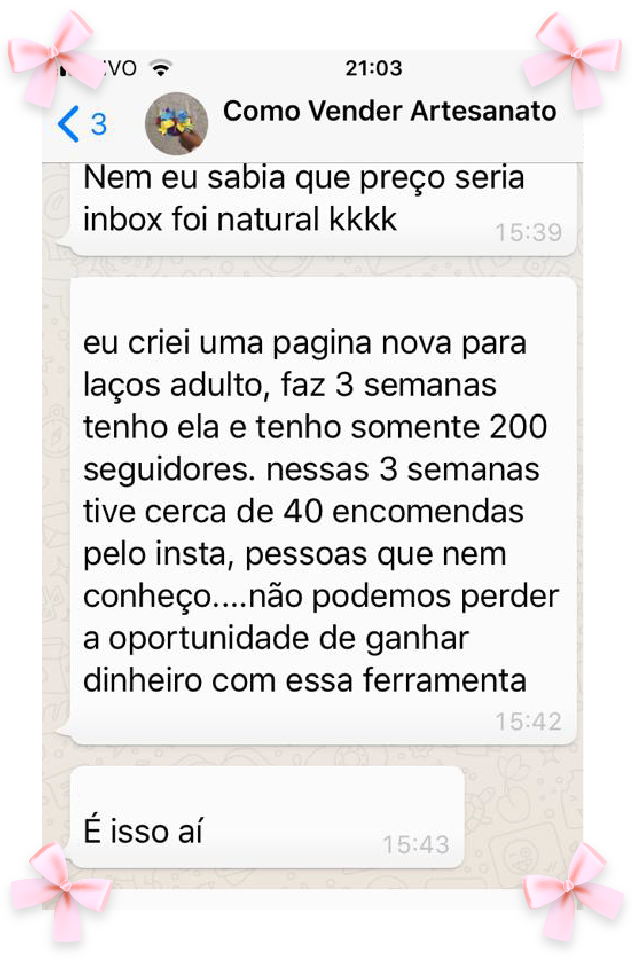 21:03
3
Como Vender Artesanato
Nem eu sabia que preço seria
inbox foi natural kkkk
15:39
eu criei uma pagina nova para
laços adulto, faz 3 semanas
tenho ela e tenho somente 200
seguidores. nessas 3 semanas
tive cerca de 40 encomendas
pelo insta, pessoas que nem
conheço....não podemos perder
a oportunidade de ganhar
dinheiro com essa ferramenta
15:42
É isso aí
15:43